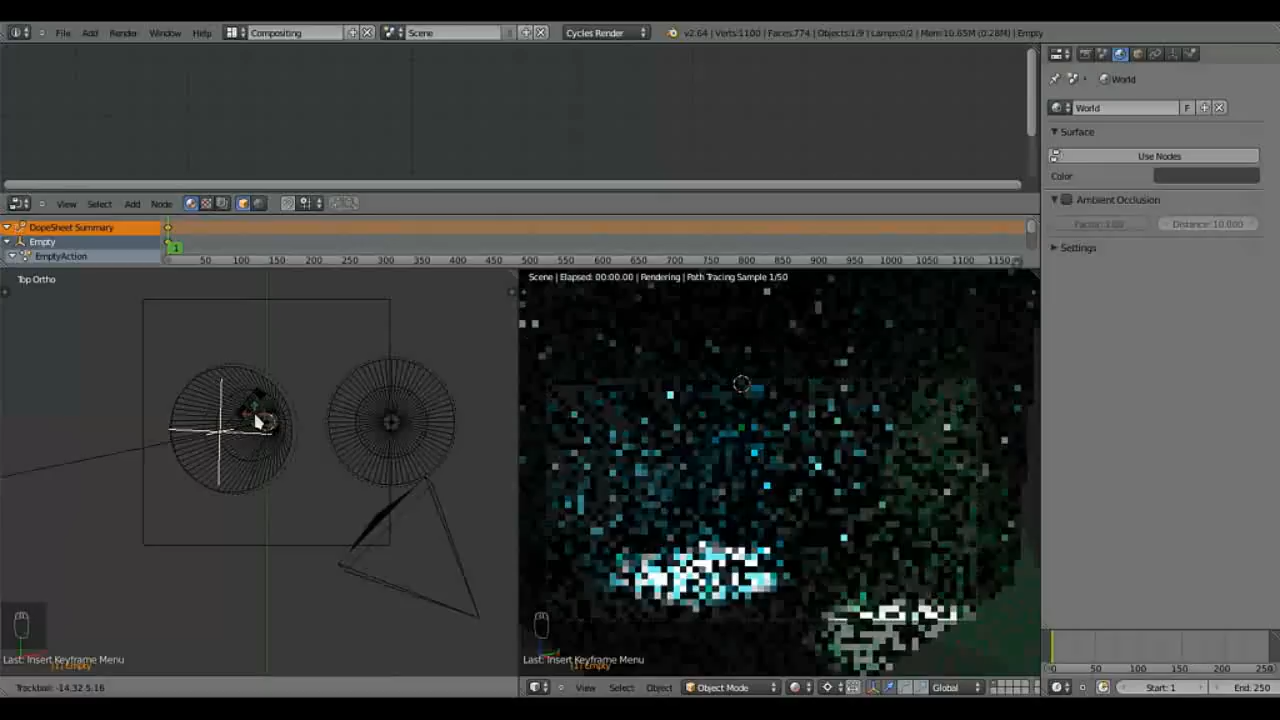 File Add Render Window Help Compositing Scene Cycles Render v2.64 | Verts:1100 | Faces:774 | Objects:1/9 | Lamps:0/2 | Mem:10.65M (0.28M) | Empty
World
World F
Surface
Use Nodes
Color
Ambient Occlusion
Distance: 10.000
Settings
View Select Add Node
DopeSheet Summary
Empty
1
EmptyAction
50 100 150 200 250 300 350 400 450 500 550 600 650 700 750 800 850 900 950 1000 1050 1100 1150
Top Ortho
Scene | Elapsed: 00:00.00 | Rendering | Path Tracing Sample 1/50
Last: Insert Keyframe Menu
(1) Empty
Last: Insert Keyframe Menu
(1) Empty
0 50 100 150 200 250
Trackball: -14.32 5.16
View Select Object Object Mode Global
Start: 1 End: 250